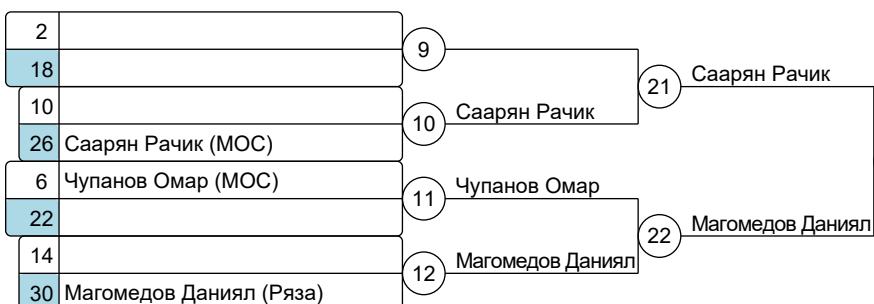 2
18
9
10
26 Саарян Рачик (МОС)
10 Саарян Рачик
21 Саарян Рачик
6 Чупанов Омар (МОС)
22
11 Чупанов Омар
14
30 Магомедов Даниял (Ряза)
12 Магомедов Даниял
22 Магомедов Даниял